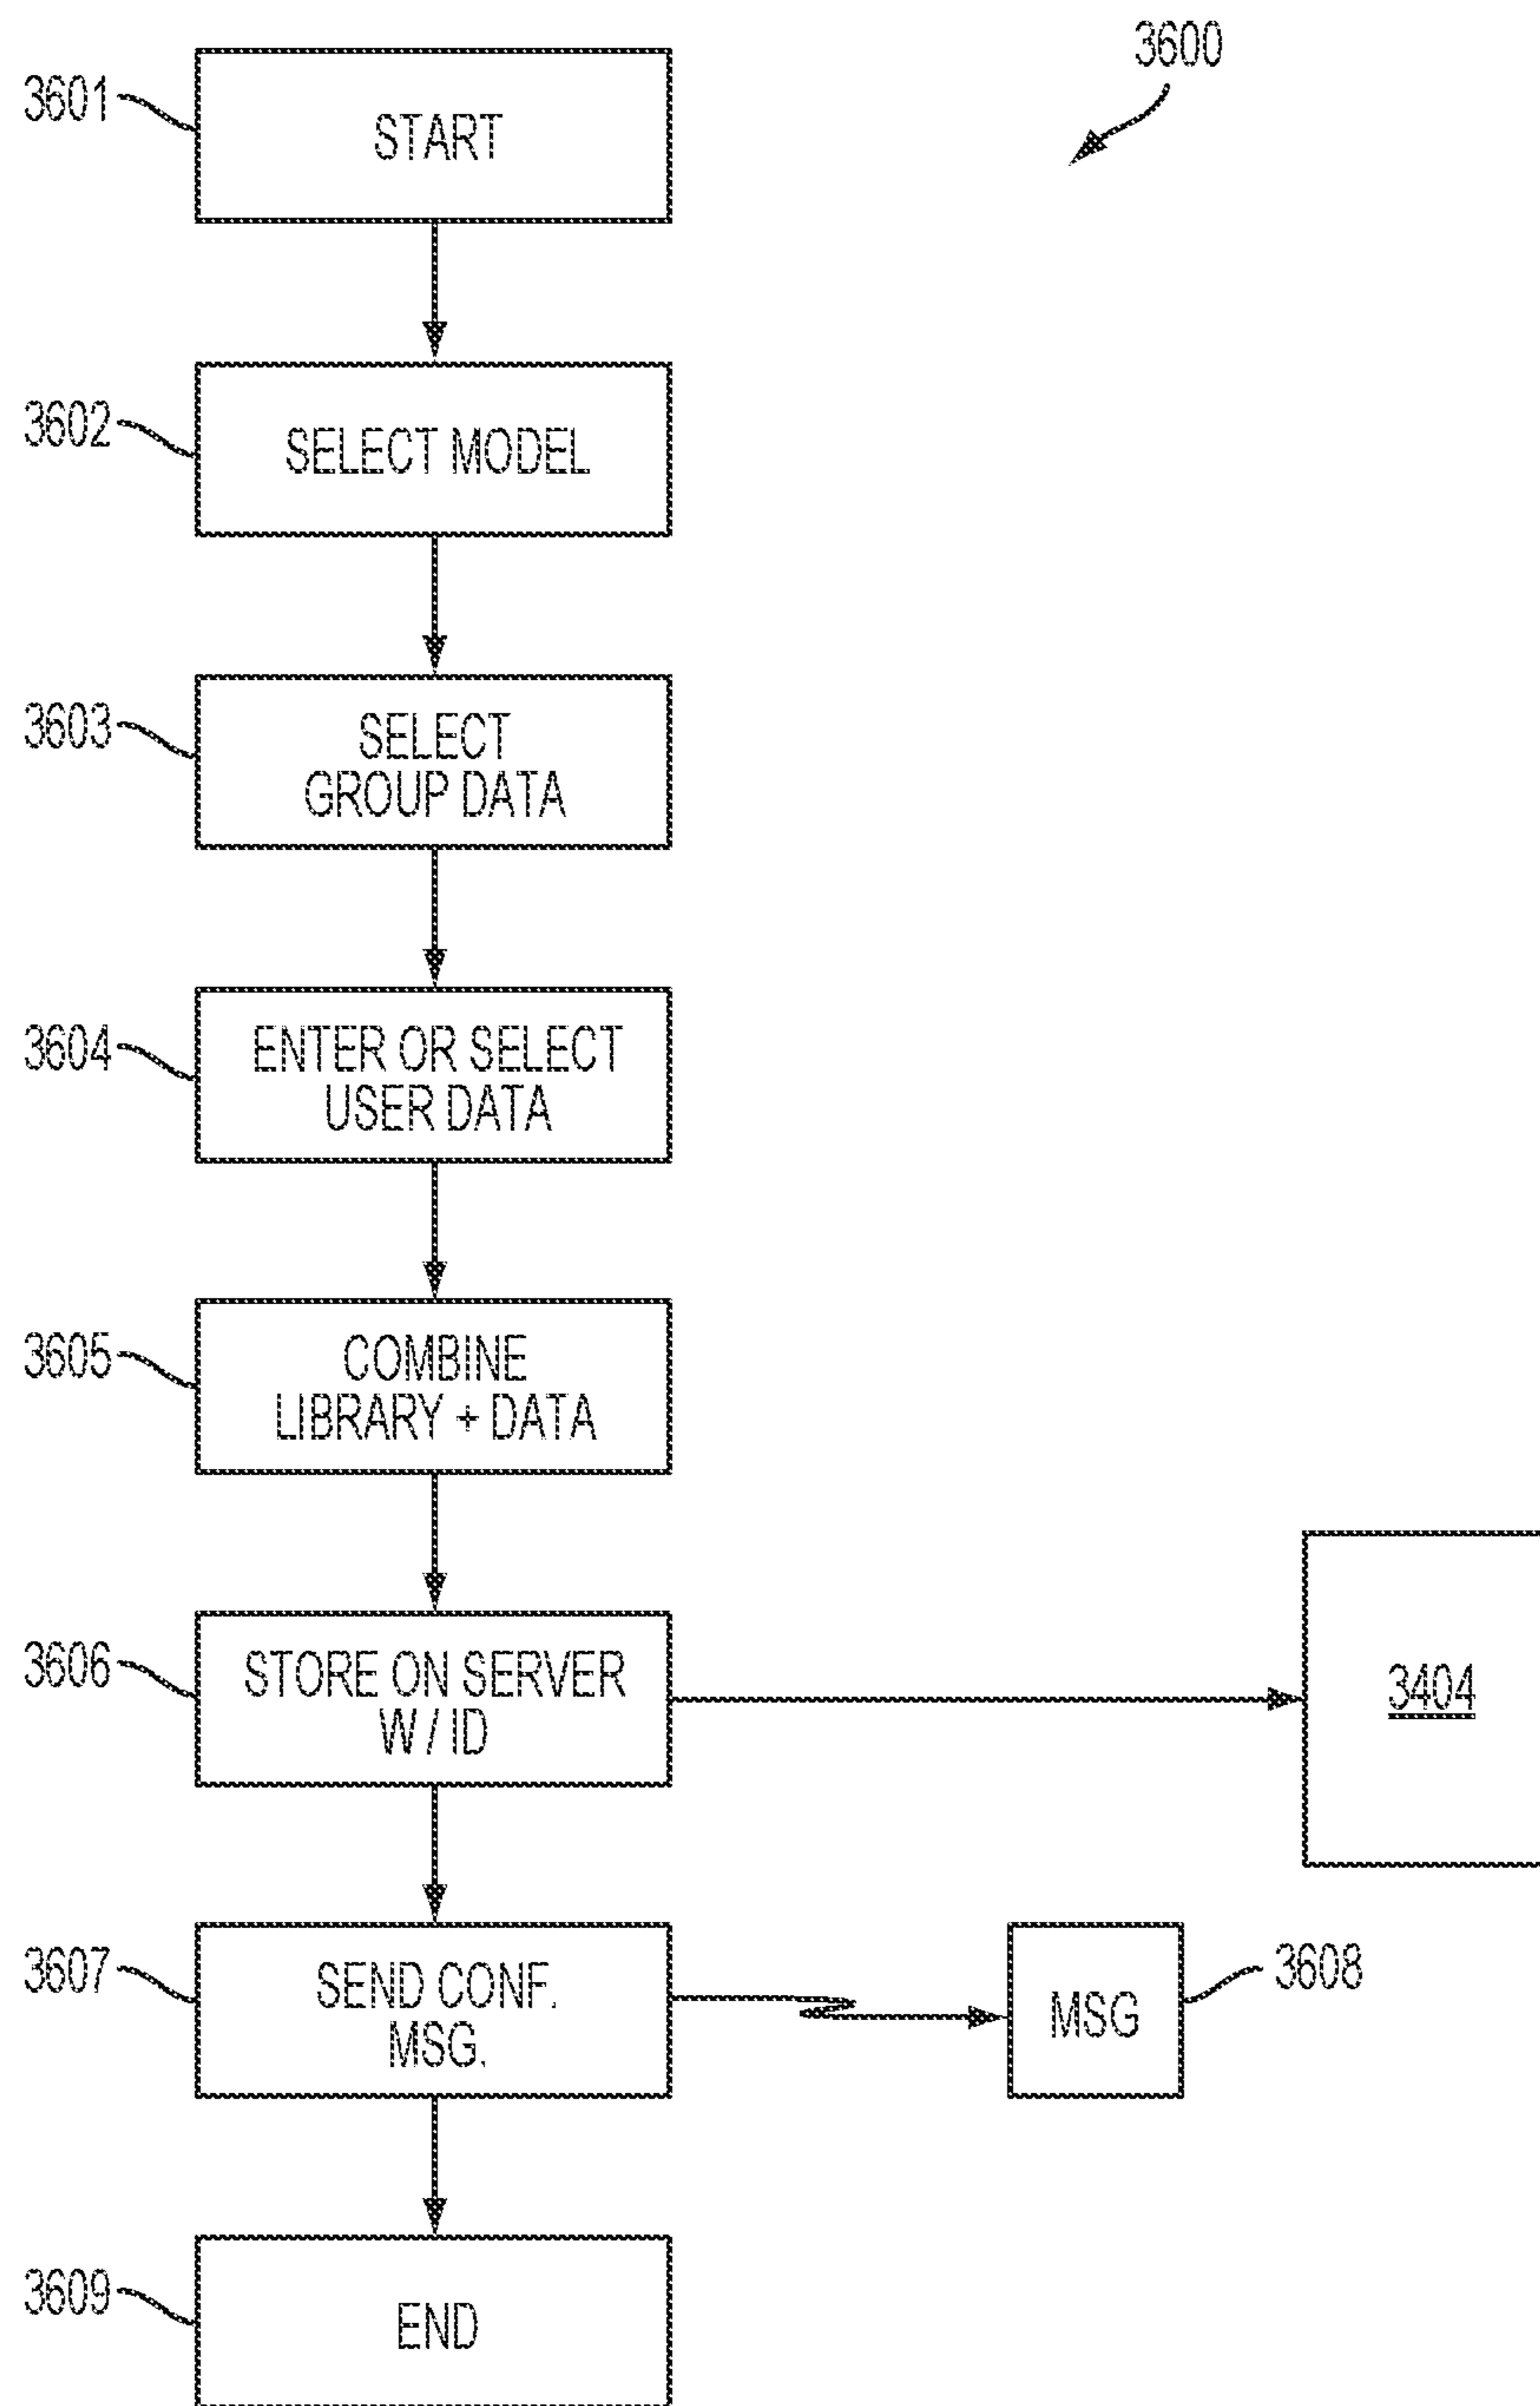 3600
3601
START
3602
SELECT MODEL
3603
SELECT
GROUP DATA
3604
ENTER OR SELECT
USER DATA
3605
COMBINE
LIBRARY + DATA
3606
STORE ON SERVER
W / ID
3404
3607
SEND CONF.
MSG.
MSG
3608
3609
END